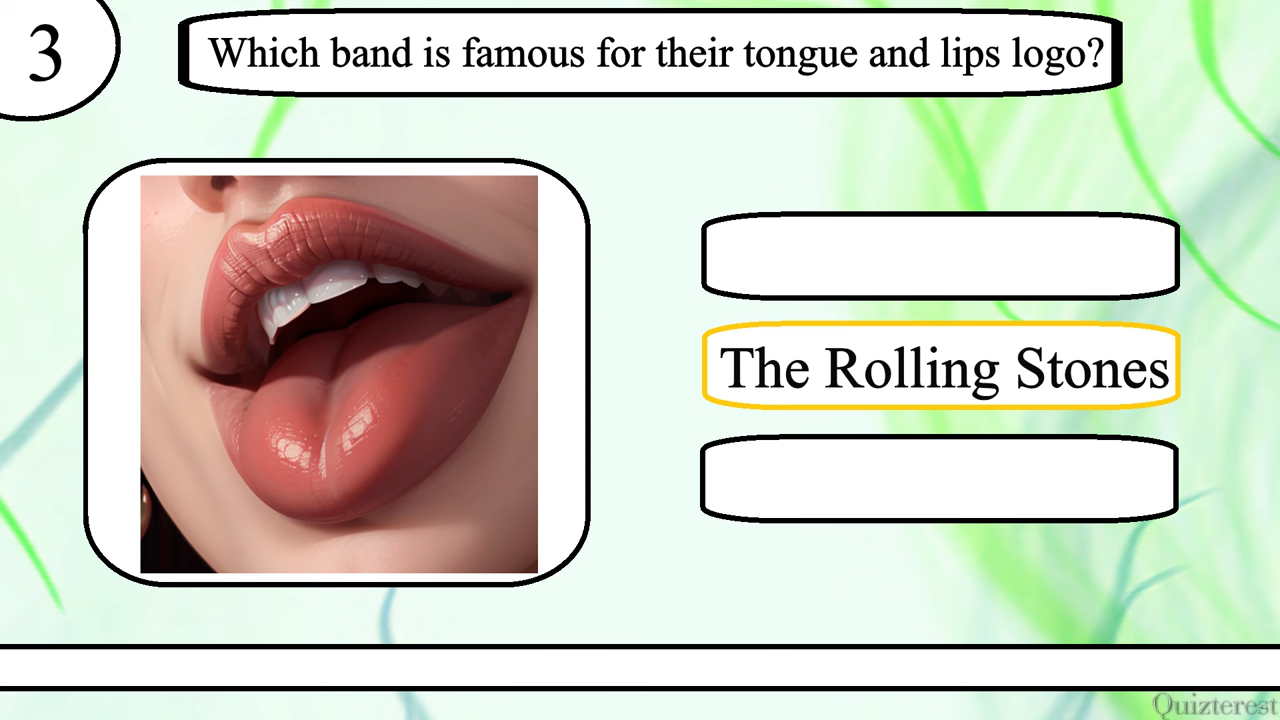 3
Which band is famous for their tongue and lips logo?
The Rolling Stones
Quizterest